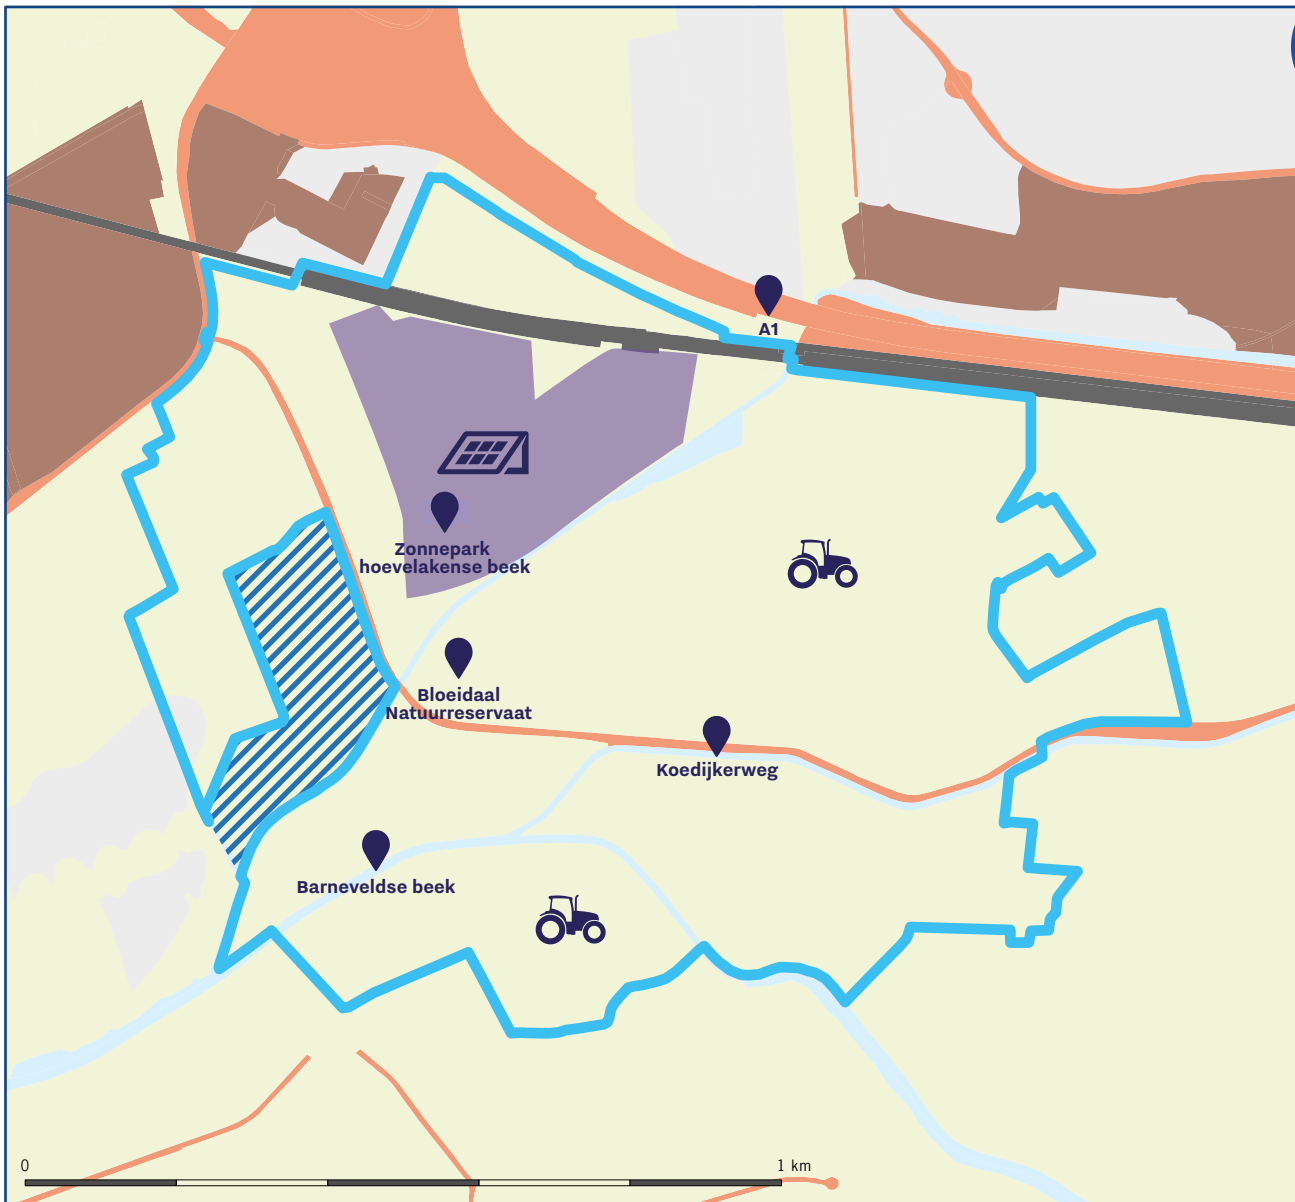 A1
Zonnepark
hoevelakense beek
Bloeidaal
Natuurreservaat
Koedijkerweg
Barneveldse beek
0
1 km